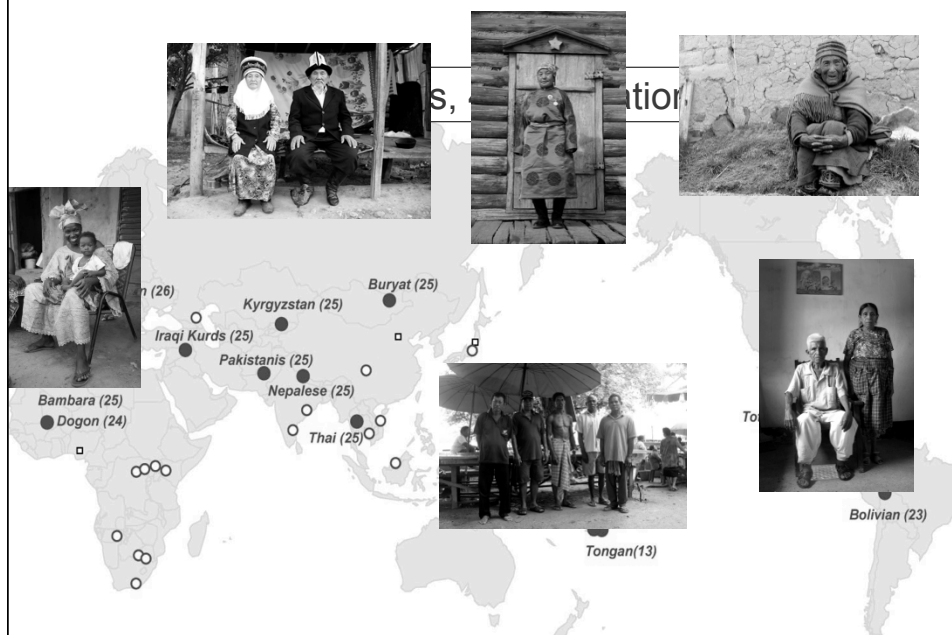 s,
ation
n (26)
Buryat (25)
Kyrgyzstan (25)
Iraqi Kurds (25)
Pakistanis (25)
Nepalese (25)
Bambara (25)
Dogon (24)
Thai (25)
Bolivian (23)
Tongan(13)